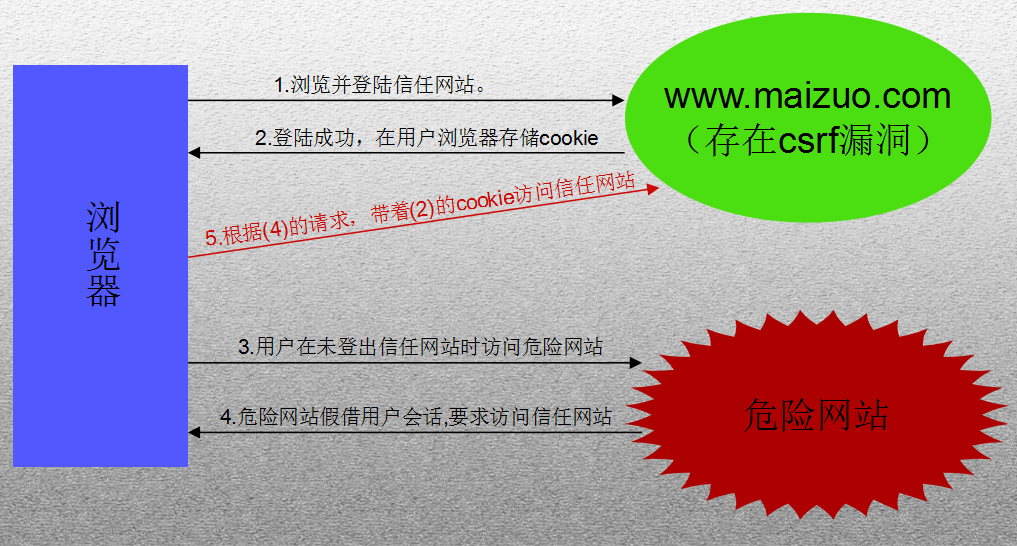 1.浏览并登陆信任网站。
www.maizuo.com
（存在csrf漏洞）
2.登陆成功，在用户浏览器存储cookie
5.根据(4)的请求，带着(2)的cookie访问信任网站
浏
览
器
3.用户在未登出信任网站时访问危险网站
4.危险网站假借用户会话,要求访问信任网站
危险网站